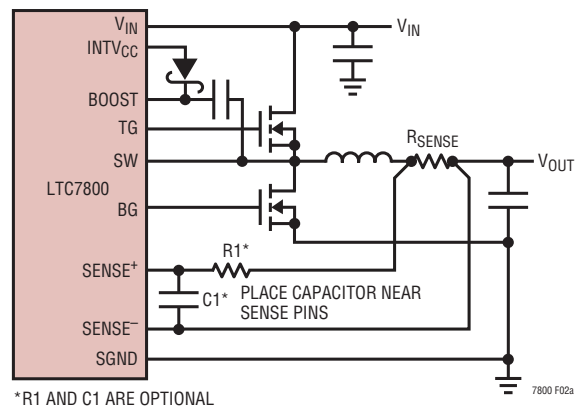 VIN
VIN
INTVCC
BOOST
TG
RSENSE
SW
VOUT
LTC7800
BG
R1*
SENSE+
C1*
PLACE CAPACITOR NEAR
SENSE PINS
SENSE–
SGND
7800 F02a
*R1 AND C1 ARE OPTIONAL